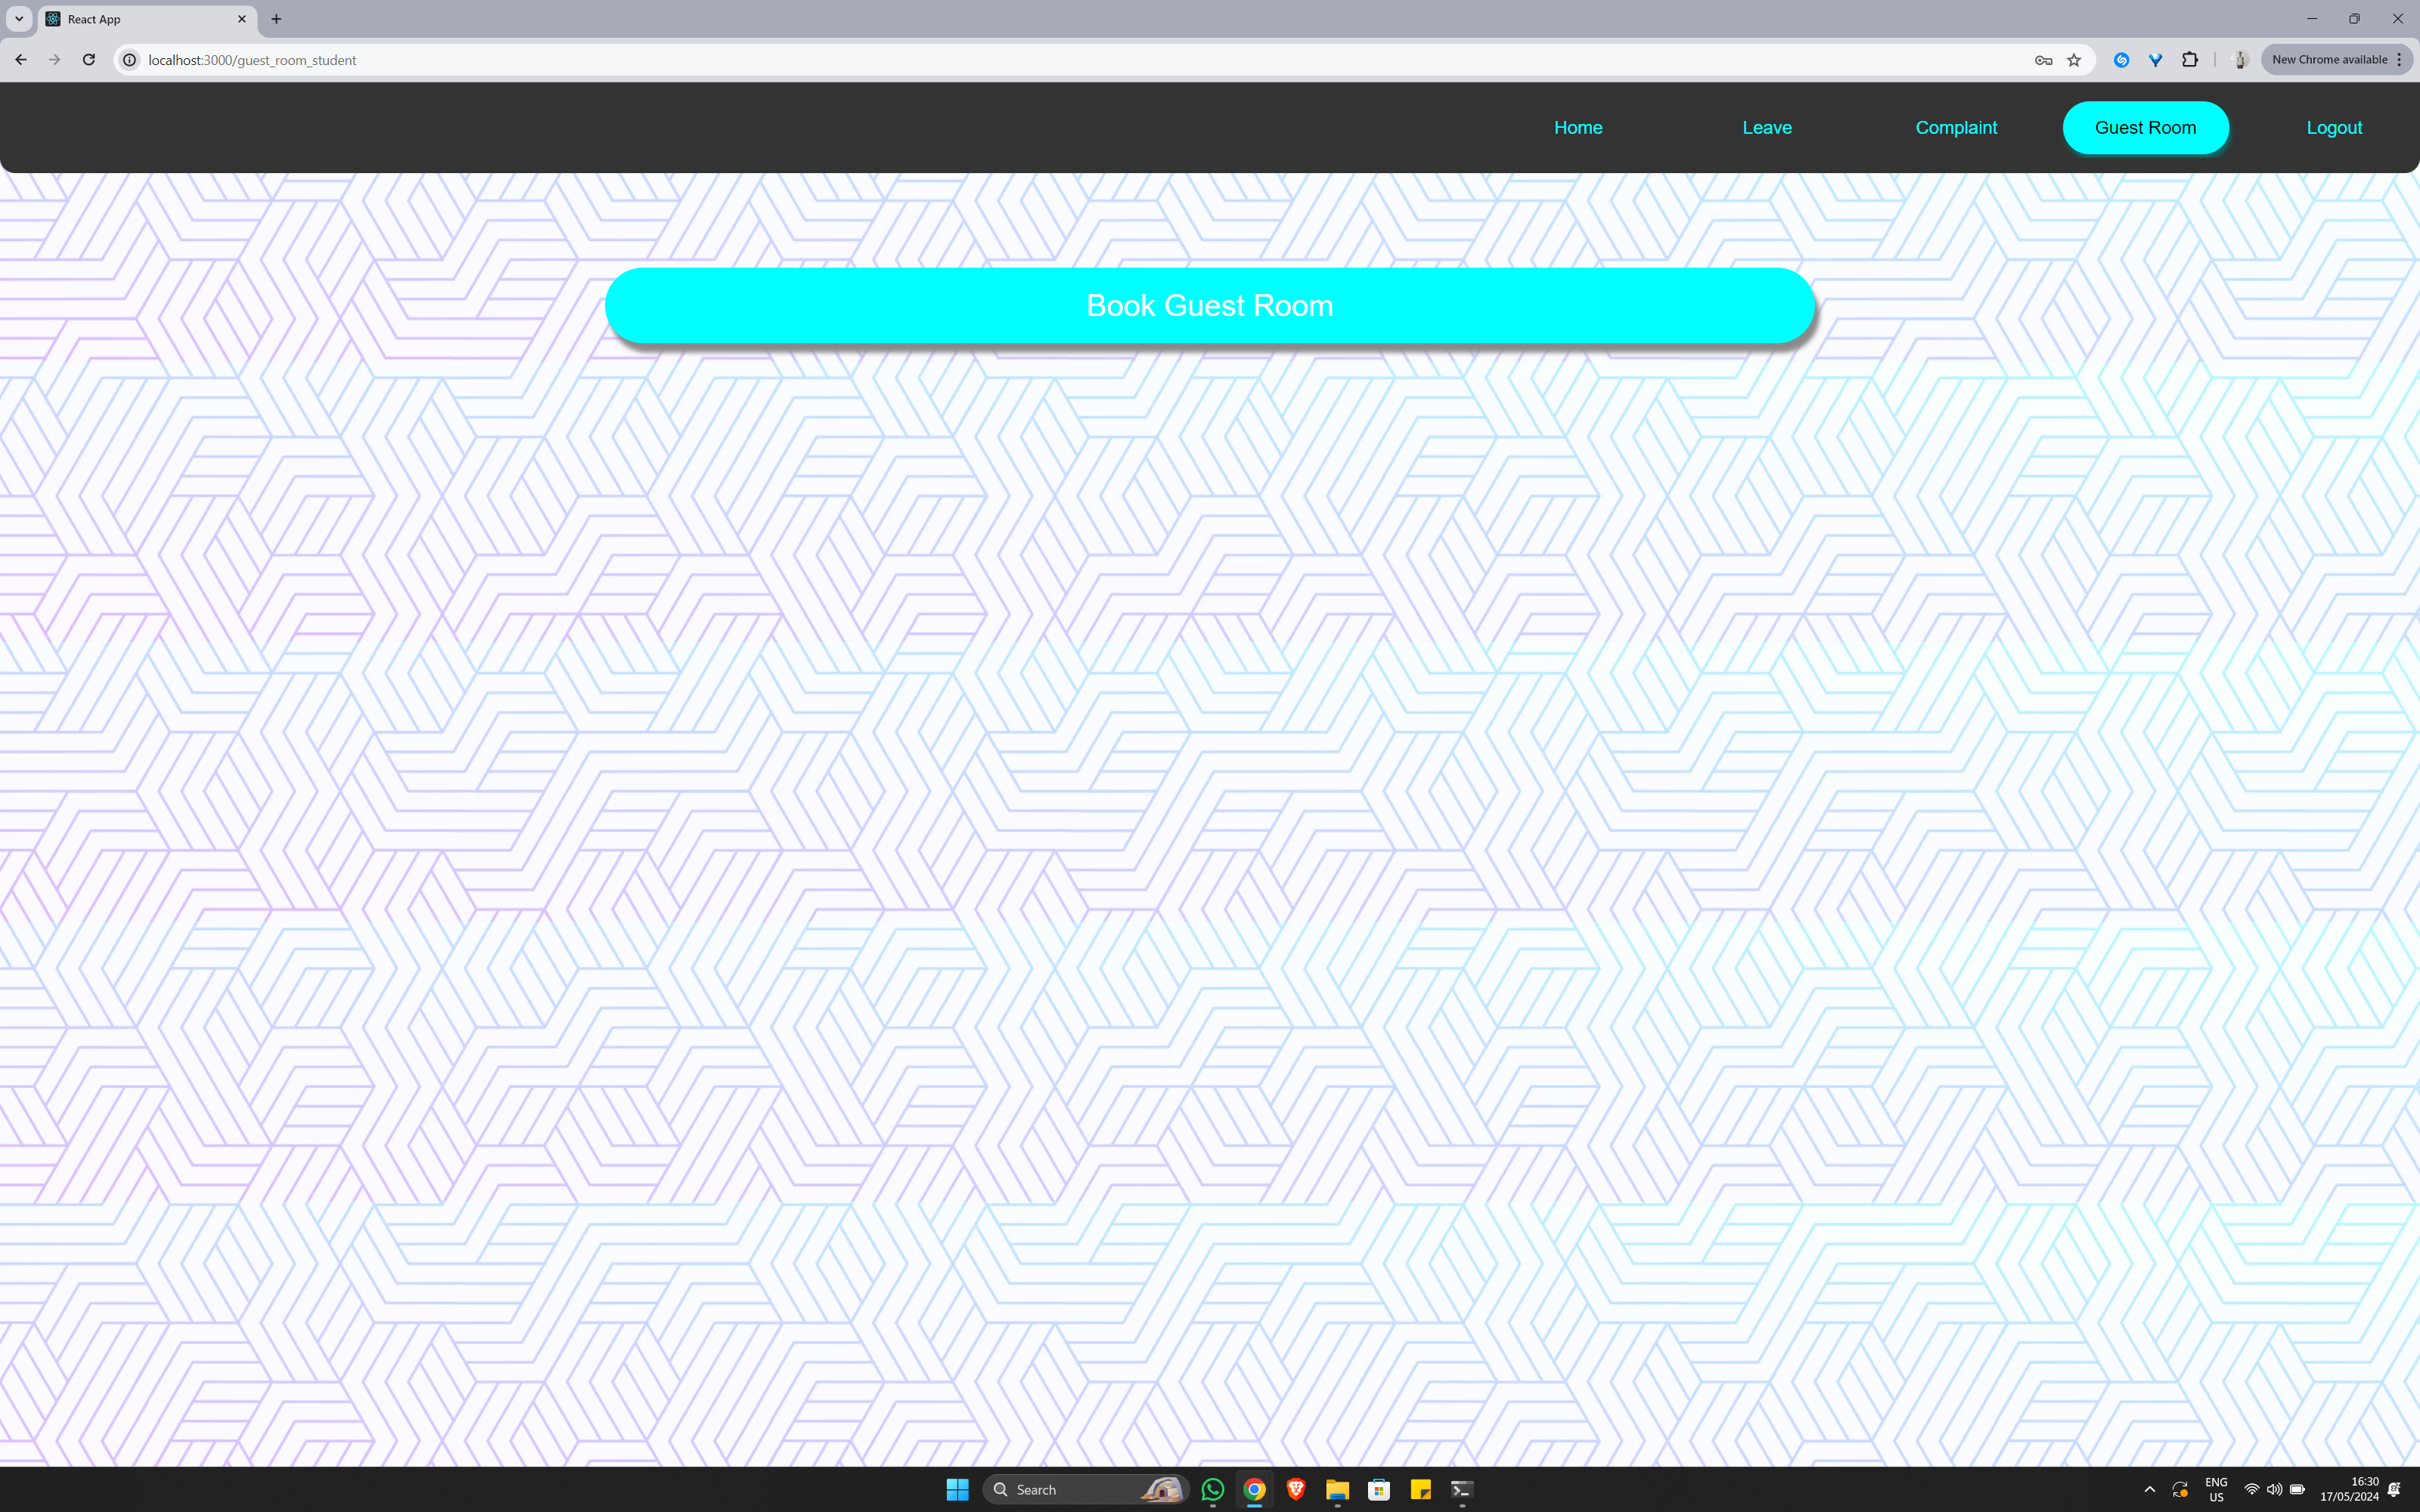 React App
localhost:3000/guest_room_student
New Chrome available
Home
Leave
Complaint
Guest Room
Logout
Book Guest Room
Search
ENG
US
16:30
17/05/2024